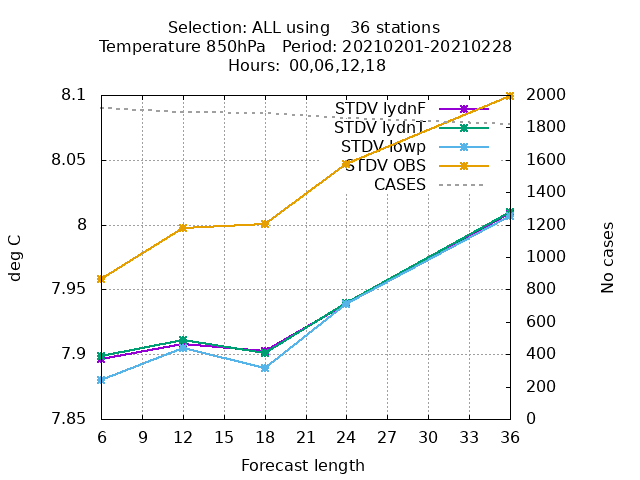 Selection: ALL using    36 stations
Temperature 850hPa   Period: 20210201-20210228
Hours:  00,06,12,18
8.1
8.05
8
7.95
7.9
7.85
deg C
STDV lydnF
STDV lydnT
STDV lowp
STDV OBS
CASES
2000
1800
1600
1400
1200
1000
800
600
400
200
0
No cases
6 9 12 15 18 21 24 27 30 33 36
Forecast length